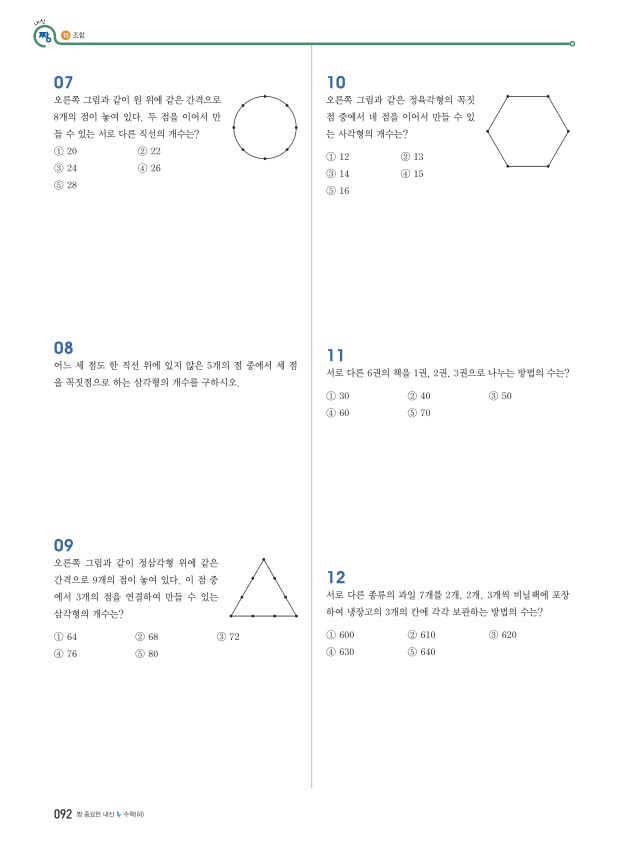 내신
짱
15 조합
07
오른쪽 그림과 같이 원 위에 같은 간격으로
8개의 점이 놓여 있다. 두 점을 이어서 만
들 수 있는 서로 다른 직선의 개수는?
① 20 ② 22
③ 24 ④ 26
⑤ 28
08
어느 세 점도 한 직선 위에 있지 않은 5개의 점 중에서 세 점
을 꼭짓점으로 하는 삼각형의 개수를 구하시오.
09
오른쪽 그림과 같이 정삼각형 위에 같은
간격으로 9개의 점이 놓여 있다. 이 점 중
에서 3개의 점을 연결하여 만들 수 있는
삼각형의 개수는?
① 64 ② 68 ③ 72
④ 76 ⑤ 80
10
오른쪽 그림과 같은 정육각형의 꼭짓
점 중에서 네 점을 이어서 만들 수 있
는 사각형의 개수는?
① 12 ② 13
③ 14 ④ 15
⑤ 16
11
서로 다른 6권의 책을 1권, 2권, 3권으로 나누는 방법의 수는?
① 30 ② 40 ③ 50
④ 60 ⑤ 70
12
서로 다른 종류의 과일 7개를 2개, 2개, 3개씩 비닐팩에 포장
하여 냉장고의 3개의 칸에 각각 보관하는 방법의 수는?
① 600 ② 610 ③ 620
④ 630 ⑤ 640
092 짱 중요한 내신 수학(하)